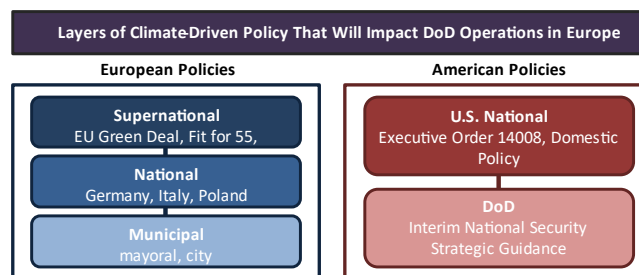 Layers of Climate-Driven Policy That Will Impact DoD Operations in Europe
European Policies
Supernational
EU Green Deal, Fit for 55,
National
Germany, Italy, Poland
Municipal
mayoral, city
American Policies
U.S. National
Executive Order 14008, Domestic
Policy
DoD
Interim National Security
Strategic Guidance